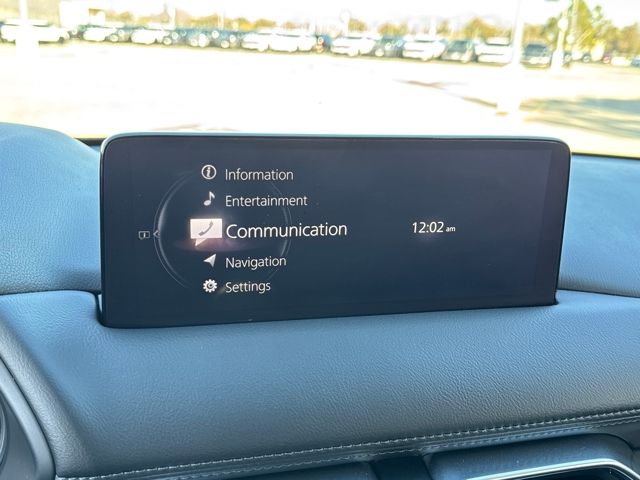 Information
Entertainment
Communication
12:02 am
Navigation
Settings